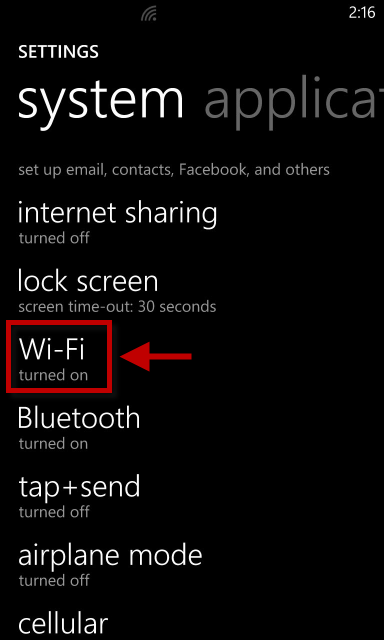 2:16
SETTINGS
system applicat
set up email, contacts, Facebook, and others
internet sharing
turned off
lock screen
screen time-out: 30 seconds
Wi-Fi
turned on
Bluetooth
turned on
tap+send
turned off
airplane mode
turned off
cellular